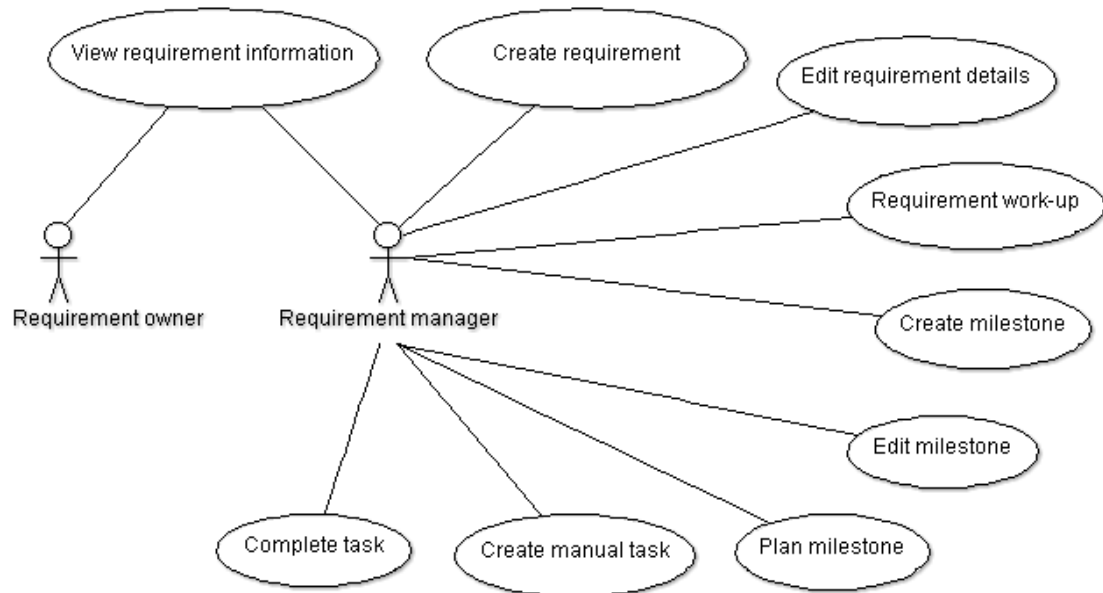 View requirement information
Create requirement
Edit requirement details
Requirement work-up
Requirement owner
Requirement manager
Create milestone
Edit milestone
Complete task
Create manual task
Plan milestone